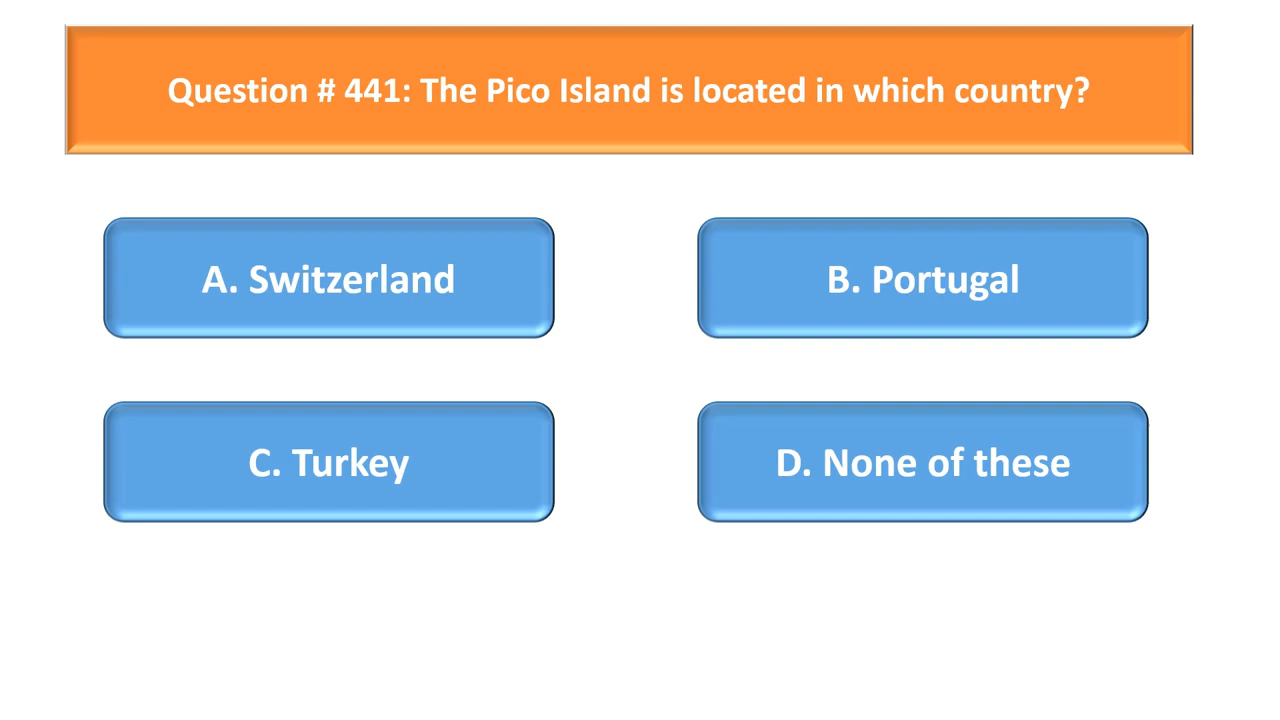 Question # 441: The Pico Island is located in which country?
A. Switzerland
B. Portugal
C. Turkey
D. None of these